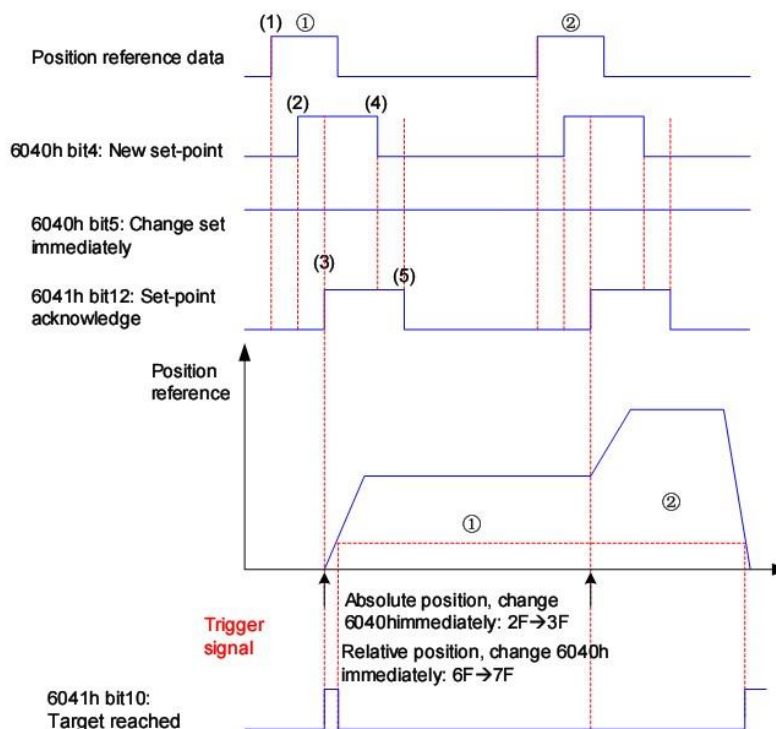 (1)
①
②
Position reference data
(2)
(4)
6040h bit4: New set-point
6040h bit5: Change set
immediately
(3)
(5)
6041h bit12: Set-point
acknowledge
Position
reference
①
②
Absolute position, change
6040himmediately: 2F→3F
Trigger
signal
Relative position, change 6040h
immediately: 6F→7F
6041h bit10:
Target reached